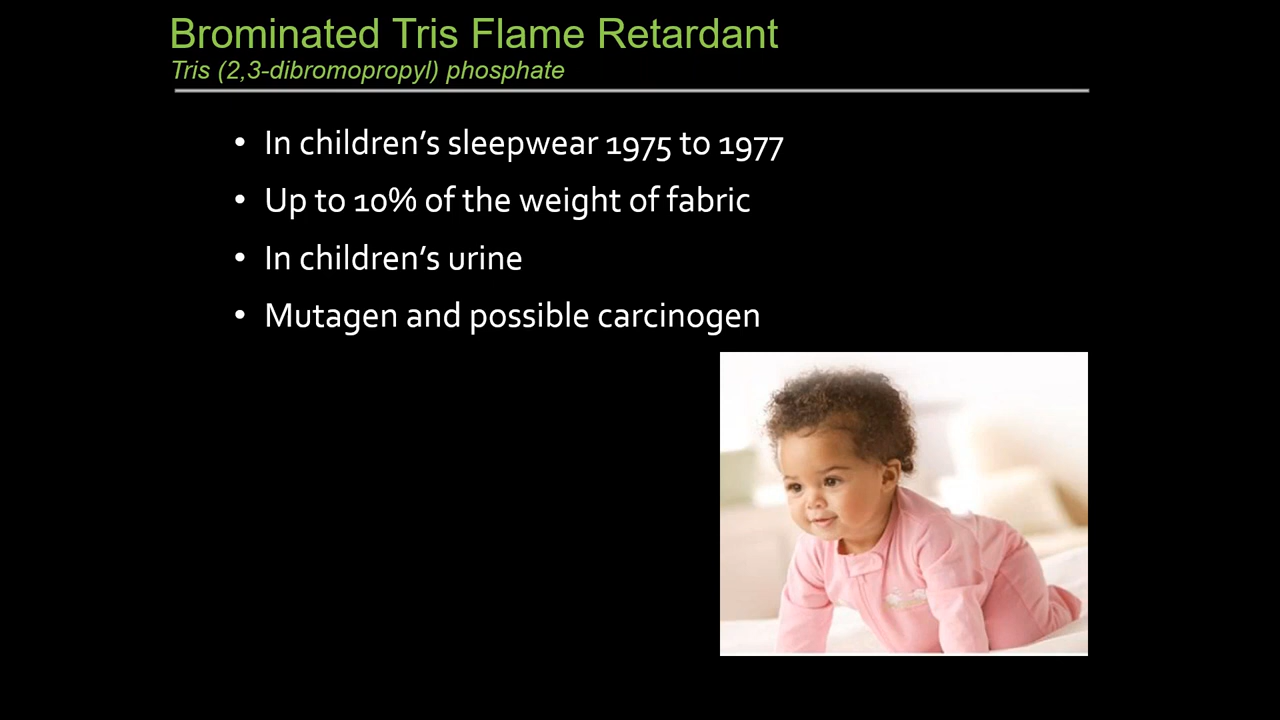 Brominated Tris Flame Retardant
Tris (2,3-dibromopropyl) phosphate
• In children’s sleepwear 1975 to 1977
• Up to 10% of the weight of fabric
• In children’s urine
• Mutagen and possible carcinogen